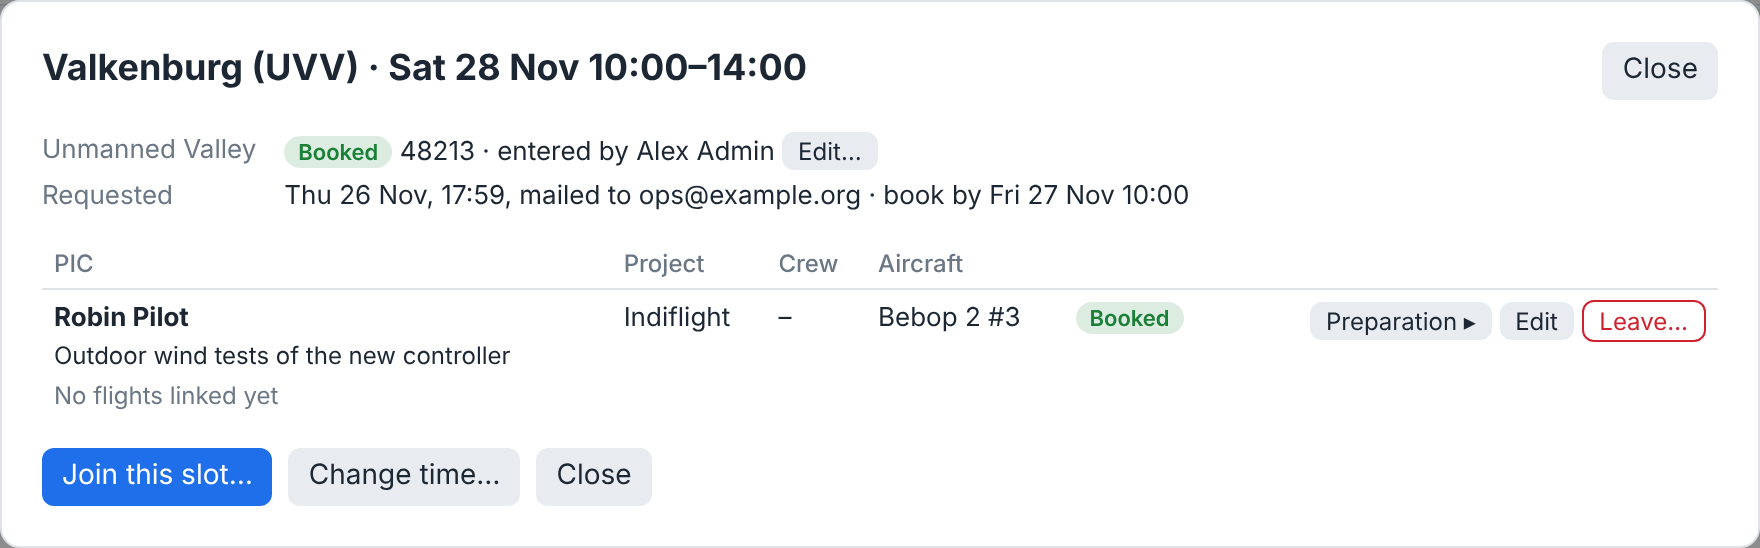 Valkenburg (UVV) · Sat 28 Nov 10:00–14:00
Close
Unmanned Valley Booked 48213 · entered by Alex Admin Edit...
Requested Thu 26 Nov, 17:59, mailed to ops@example.org · book by Fri 27 Nov 10:00
PIC Project Crew Aircraft
Robin Pilot Indiflight – Bebop 2 #3 Booked Preparation ▸ Edit Leave...
Outdoor wind tests of the new controller
No flights linked yet
Join this slot... Change time... Close